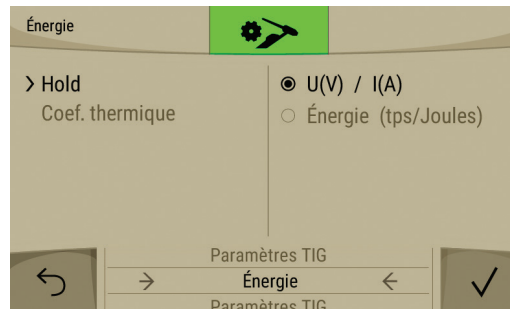 Énergie
Hold
Coef. thermique
U(V) / I(A)
Énergie (tps/Joules)
Paramètres TIG
Énergie
Paramètres TIG